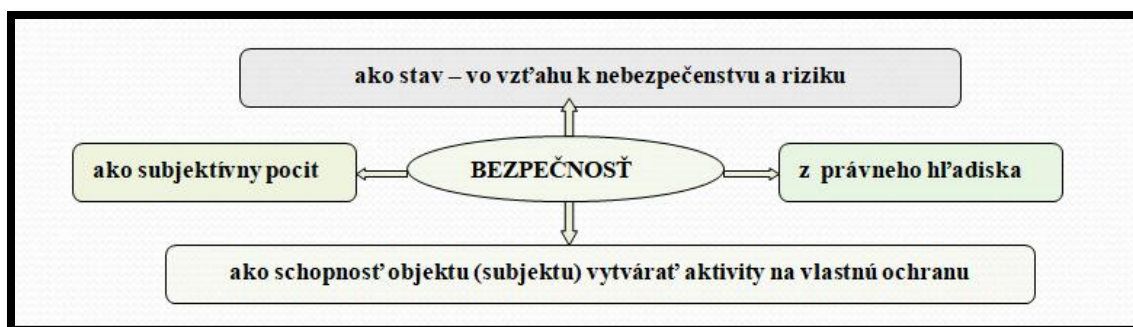 ako stav – vo vzťahu k nebezpečenstvu a riziku
ako subjektívny pocit
BEZPEČNOSŤ
z právneho hľadiska
ako schopnosť objektu (subjektu) vytvárať aktivity na vlastnú ochranu